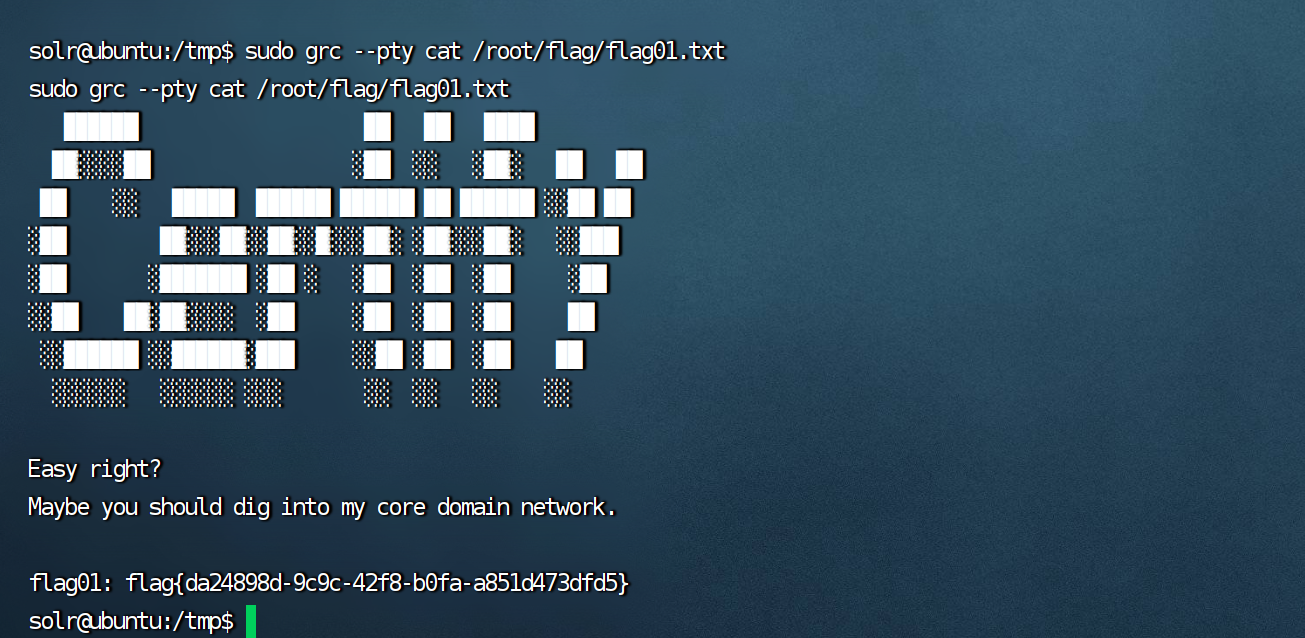 solr@ubuntu:/tmp$ sudo grc --pty cat /root/flag/flag01.txt
sudo grc --pty cat /root/flag/flag01.txt
Certify
Easy right?
Maybe you should dig into my core domain network.
flag01: flag{da24898d-9c9c-42f8-b0fa-a851d473dfd5}
solr@ubuntu:/tmp$